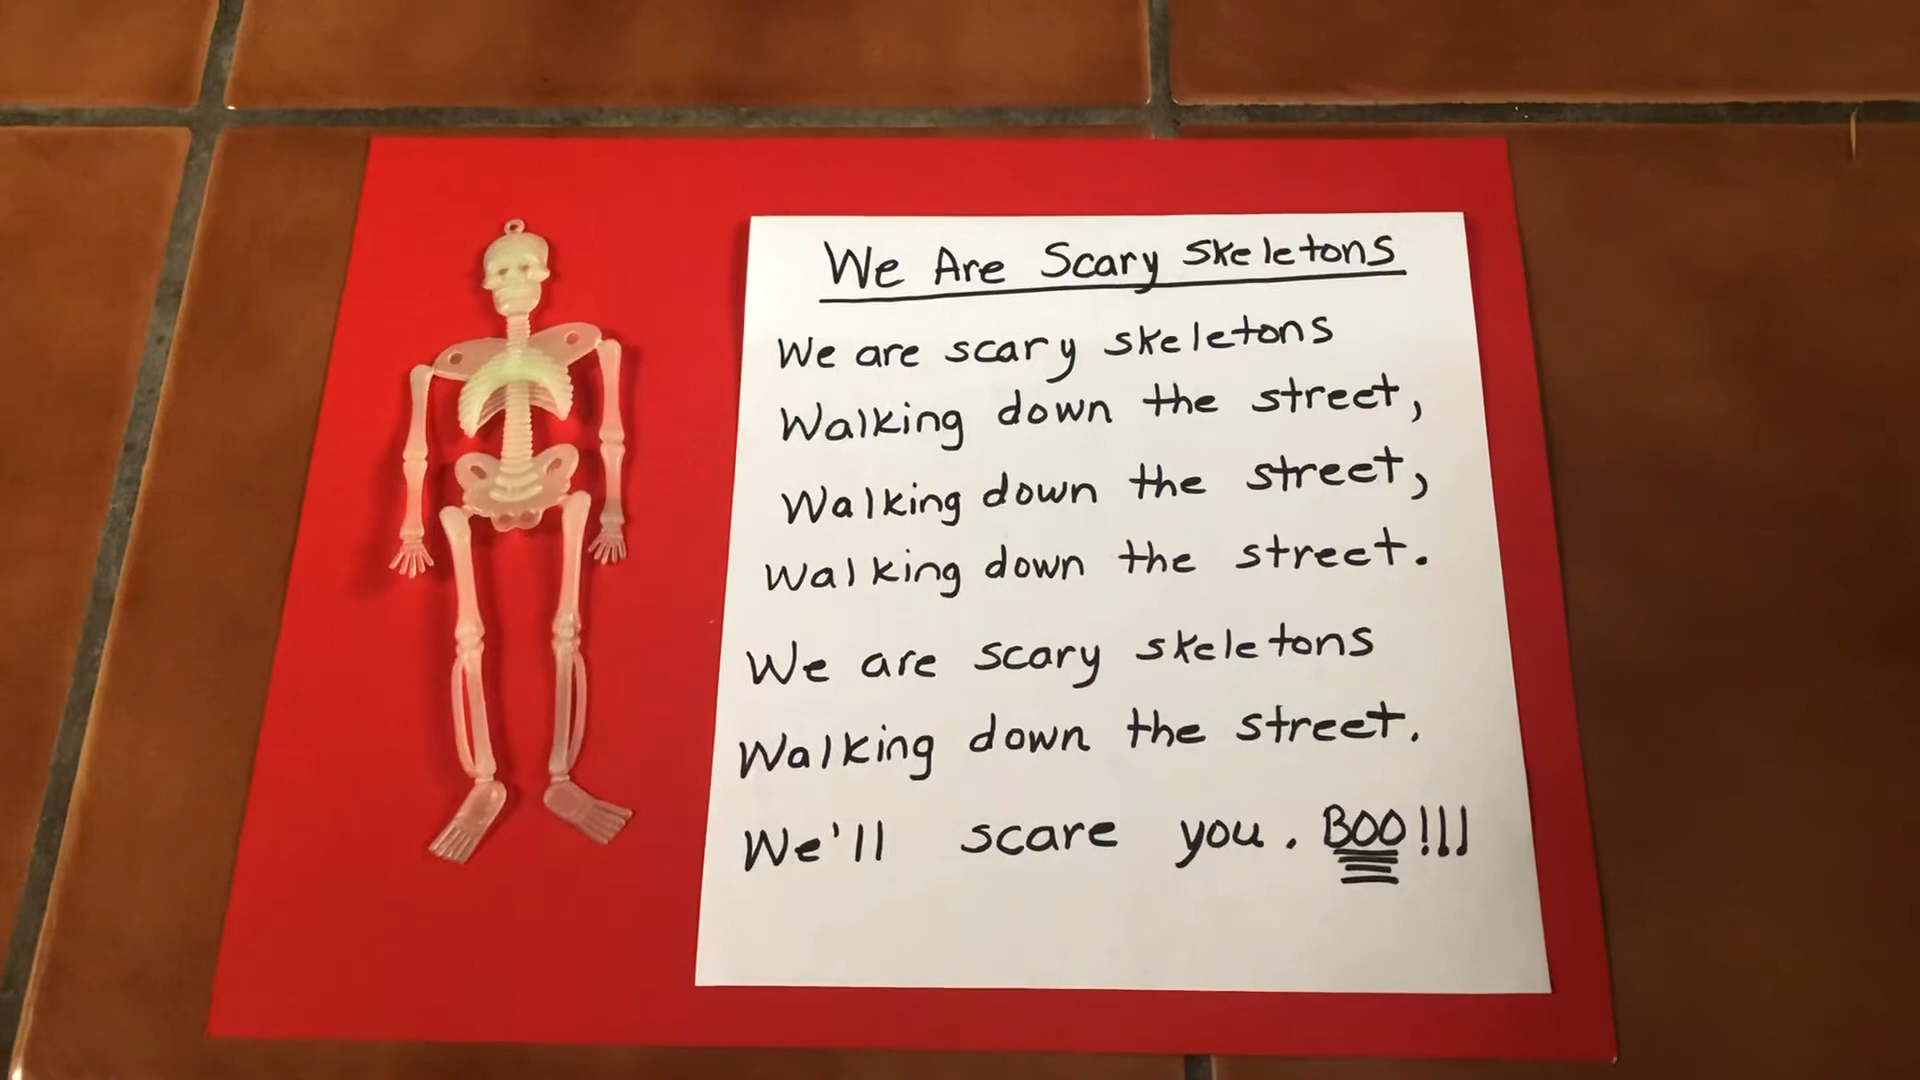 We Are Scary Skeletons
We are scary skeletons
Walking down the street,
Walking down the street,
Walking down the street.
We are scary skeletons
Walking down the street.
We'll scare you. BOO!!!